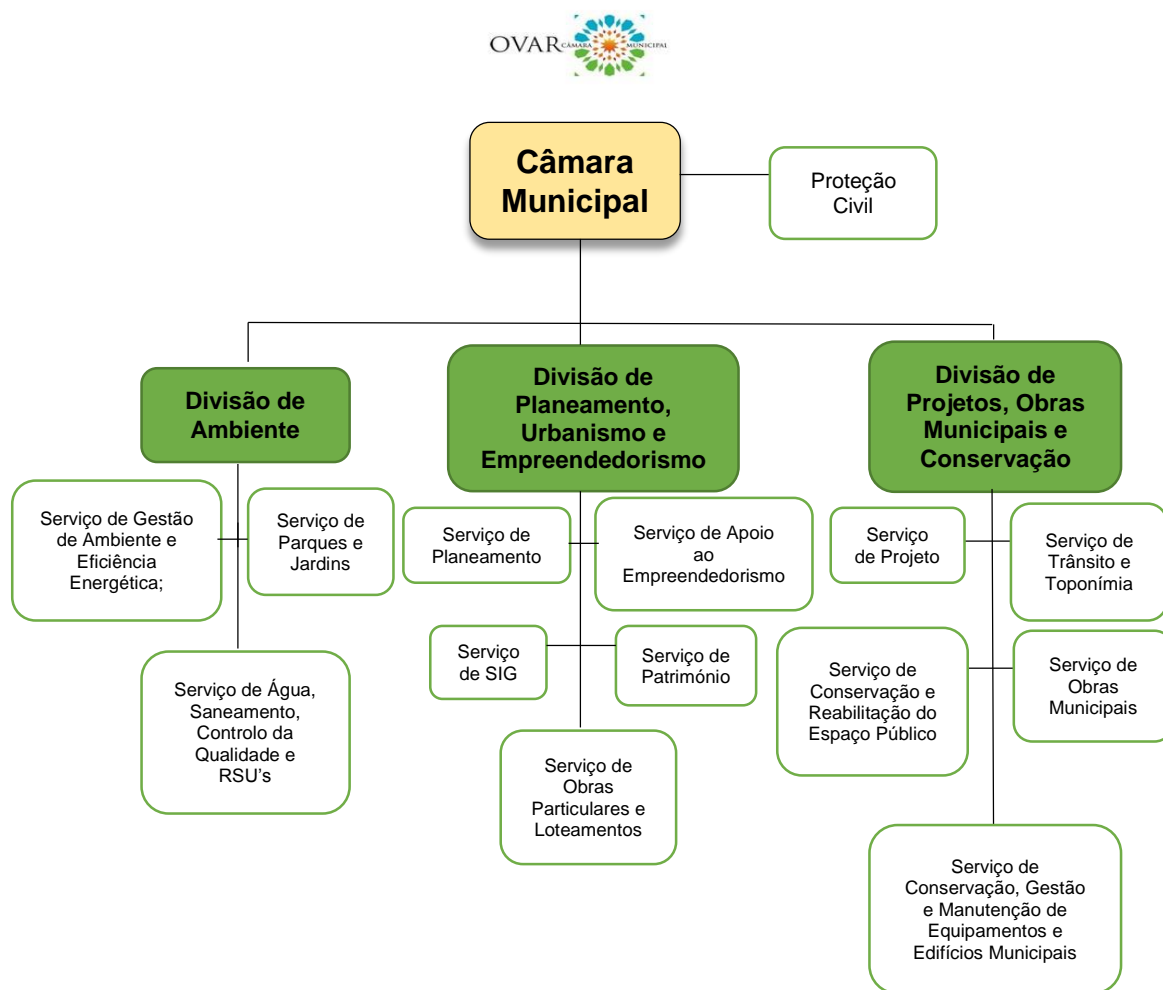 OVAR CÂMARA MUNICIPAL
Câmara
Municipal
Proteção
Civil
Divisão de
Ambiente
Divisão de
Planeamento,
Urbanismo e
Empreendedorismo
Divisão de
Projetos, Obras
Municipais e
Conservação
Serviço de Gestão
de Ambiente e
Eficiência
Energética;
Serviço de
Parques e
Jardins
Serviço de Água,
Saneamento,
Controlo da
Qualidade e
RSU’s
Serviço de
Planeamento
Serviço de Apoio
ao
Empreendedorismo
Serviço
de SIG
Serviço de
Património
Serviço de
Obras
Particulares e
Loteamentos
Serviço
de Projeto
Serviço de
Trânsito e
Toponímia
Serviço de
Conservação e
Reabilitação do
Espaço Público
Serviço de
Obras
Municipais
Serviço de
Conservação, Gestão
e Manutenção de
Equipamentos e
Edifícios Municipais